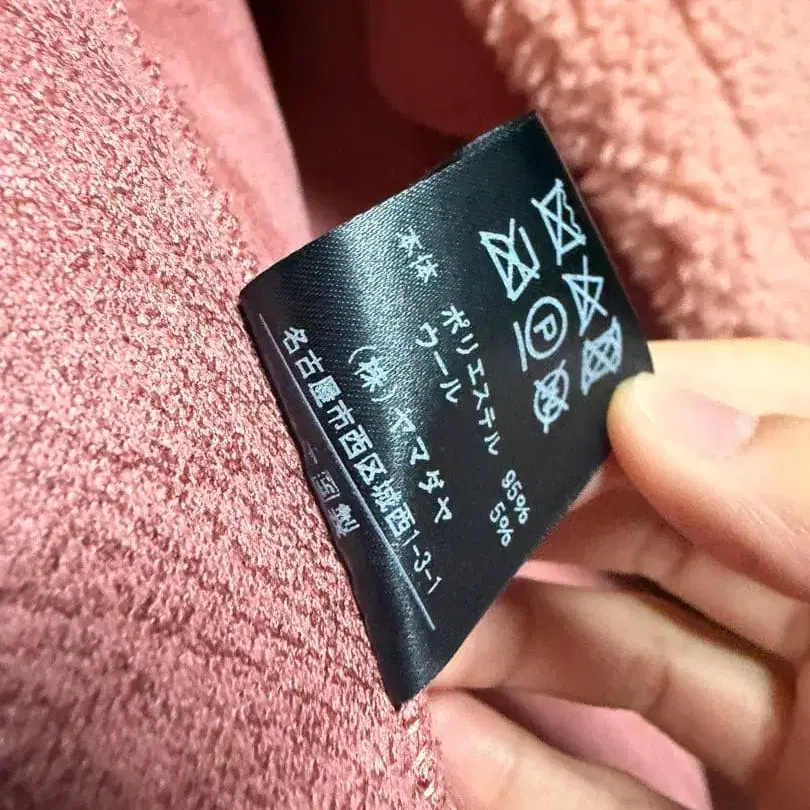 P
本体
ポリエステル 95%
ウール 5%
(株)ヤマダヤ
名古屋市西区城西1-3-1
国製